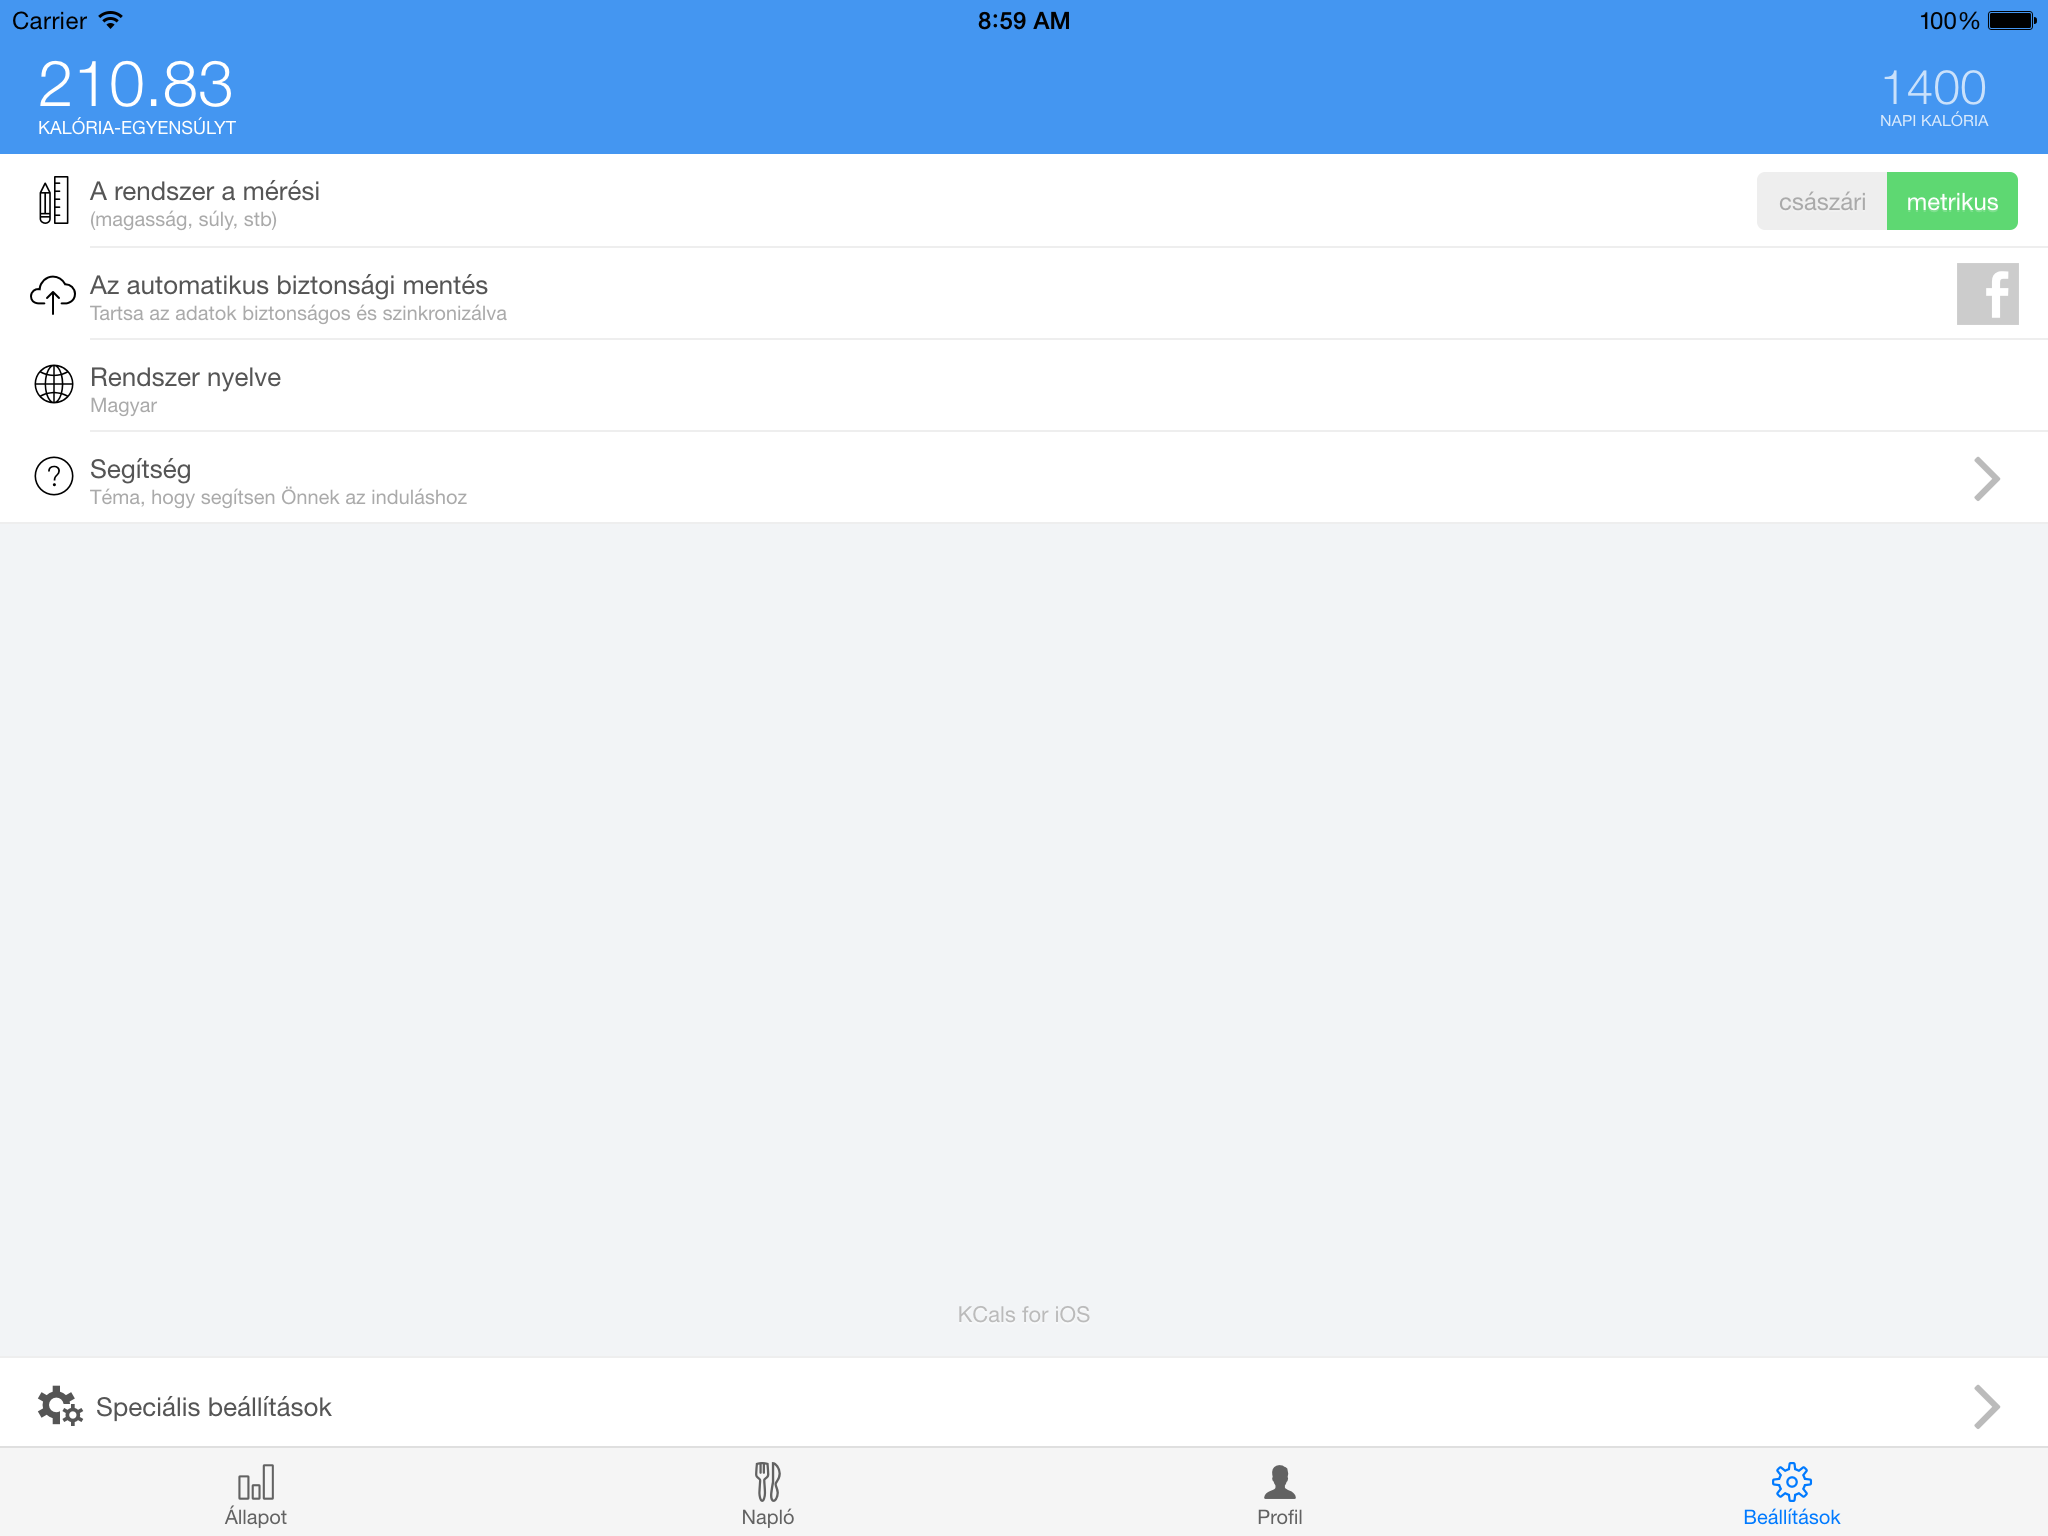 Carrier 8:59 AM 100%
210.83
KALÓRIA-EGYENSÚLYT
1400
NAPI KALÓRIA
A rendszer a mérési
(magasság, súly, stb)
császári metrikus
Az automatikus biztonsági mentés
Tartsa az adatok biztonságos és szinkronizálva
f
Rendszer nyelve
Magyar
?
Segítség
Téma, hogy segítsen Önnek az induláshoz
KCals for iOS
Speciális beállítások
Állapot Napló Profil Beállítások